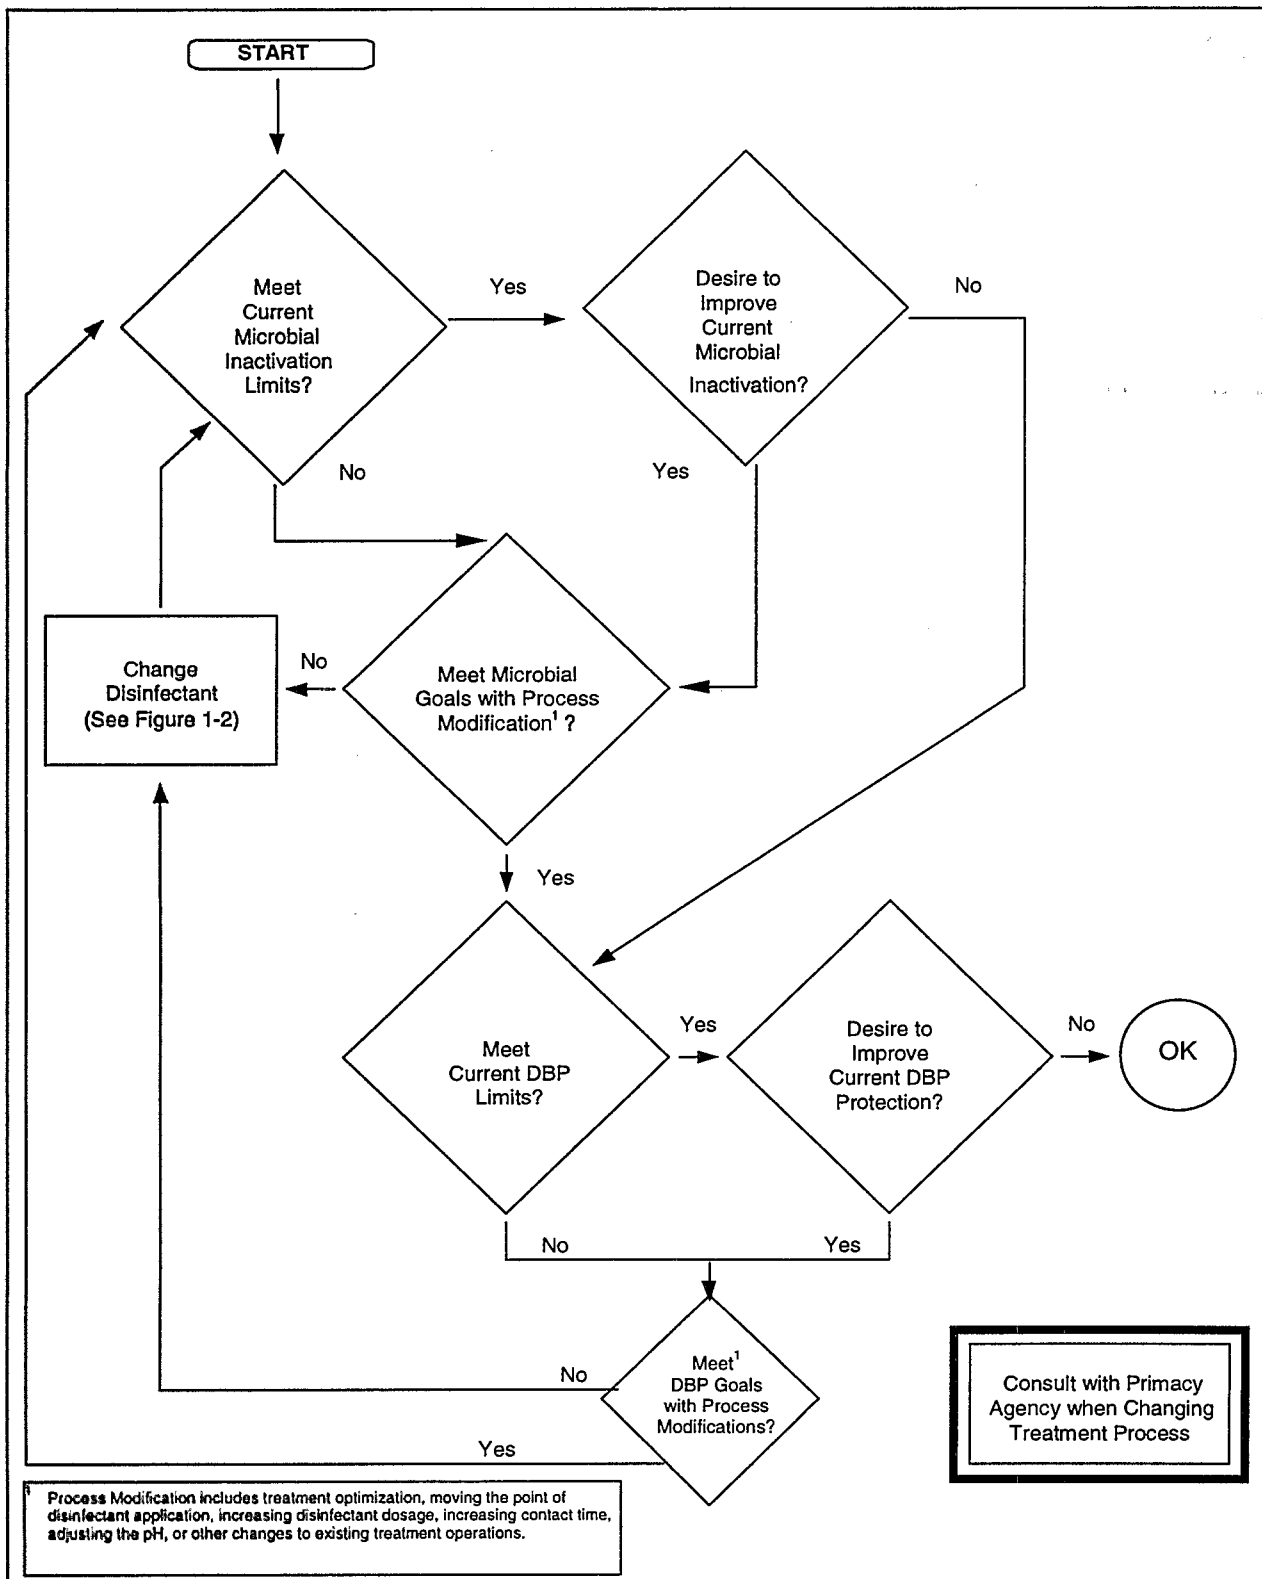 START
Meet
Current
Microbial
Inactivation
Limits?
Yes
Desire to
Improve
Current
Microbial
Inactivation?
No
No
Yes
Change
Disinfectant
(See Figure 1-2)
No
Meet Microbial
Goals with Process
Modification¹ ?
Yes
Meet
Current DBP
Limits?
Yes
Desire to
Improve
Current DBP
Protection?
No
OK
No
Yes
No
Meet¹
DBP Goals
with Process
Modifications?
Yes
Consult with Primacy
Agency when Changing
Treatment Process
¹ Process Modification includes treatment optimization, moving the point of
disinfectant application, increasing disinfectant dosage, increasing contact time,
adjusting the pH, or other changes to existing treatment operations.